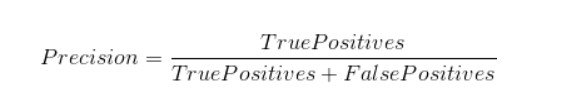 Precision = TruePositives / TruePositives + FalsePositives